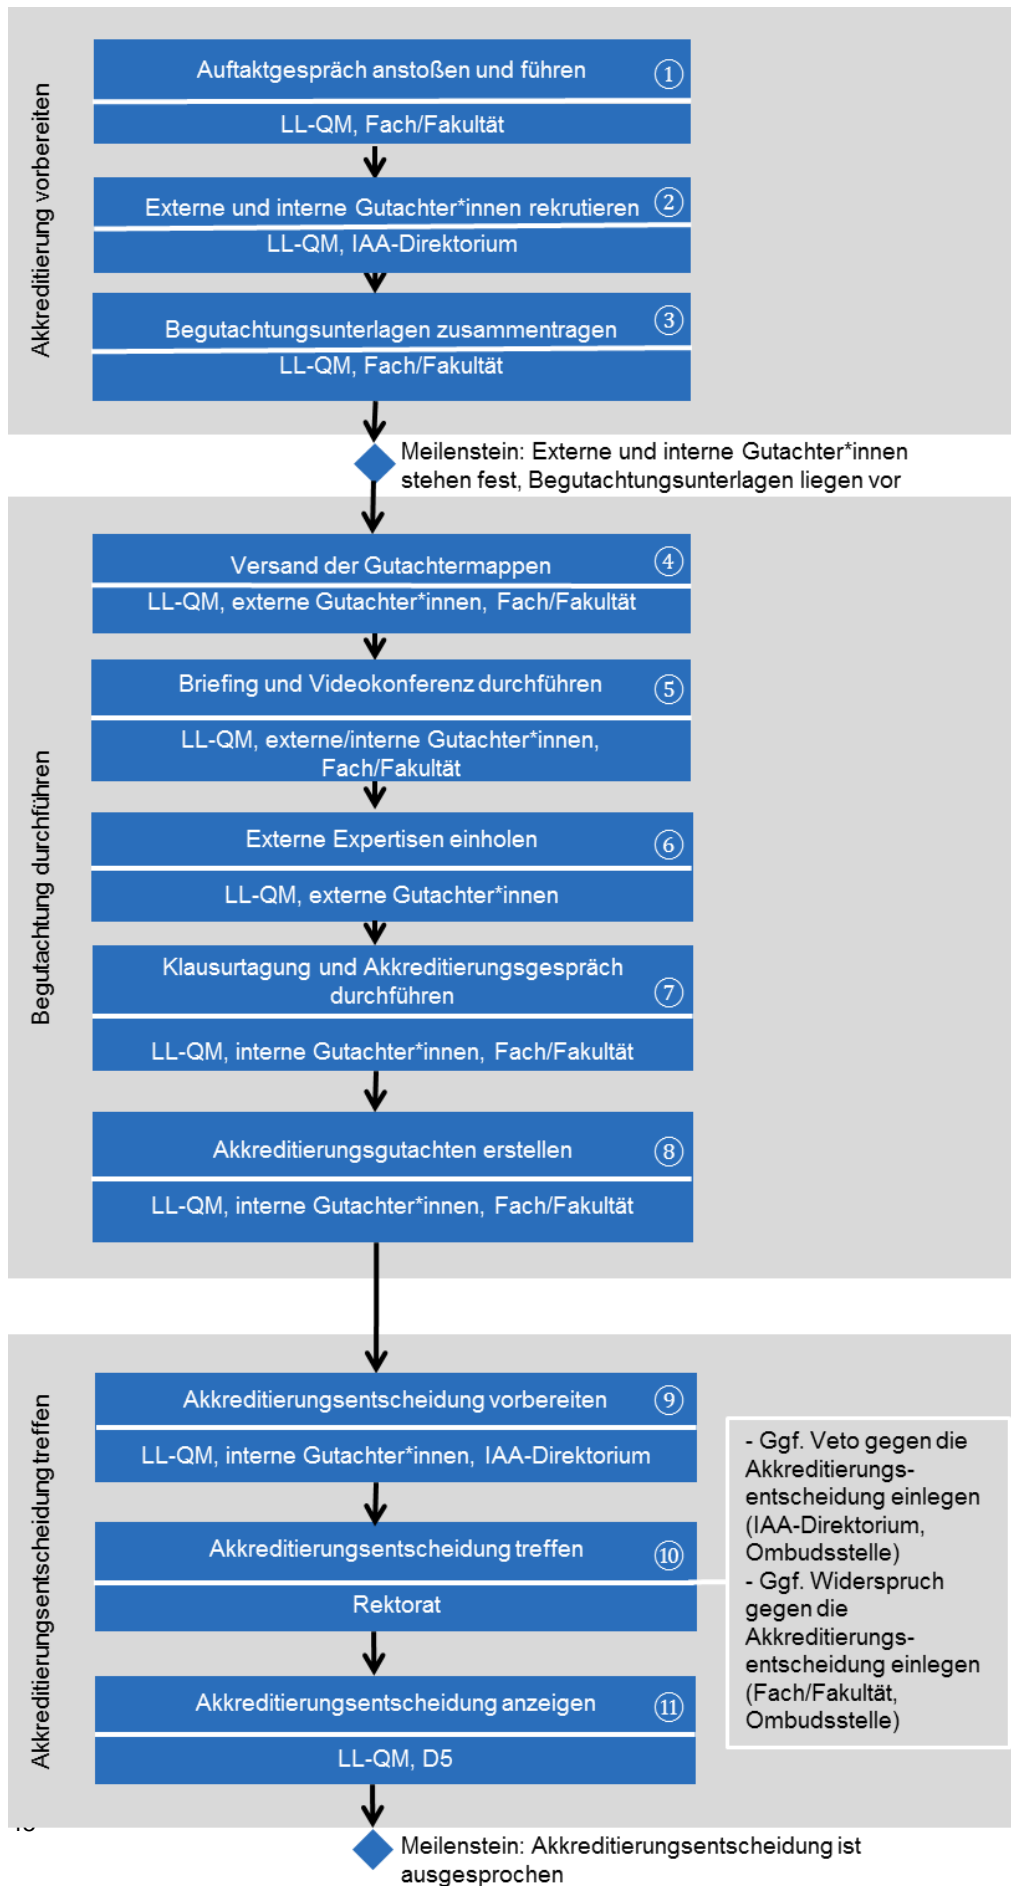 Akkreditierung vorbereiten
Auftaktgespräch anstoßen und führen ①
LL-QM, Fach/Fakultät
Externe und interne Gutachter*innen rekrutieren ②
LL-QM, IAA-Direktorium
Begutachtungsunterlagen zusammentragen ③
LL-QM, Fach/Fakultät
Meilenstein: Externe und interne Gutachter*innen
stehen fest, Begutachtungsunterlagen liegen vor
Begutachtung durchführen
Versand der Gutachtermappen ④
LL-QM, externe Gutachter*innen, Fach/Fakultät
Briefing und Videokonferenz durchführen ⑤
LL-QM, externe/interne Gutachter*innen,
Fach/Fakultät
Externe Expertisen einholen ⑥
LL-QM, externe Gutachter*innen
Klausurtagung und Akkreditierungsgespräch
durchführen ⑦
LL-QM, interne Gutachter*innen, Fach/Fakultät
Akkreditierungsgutachten erstellen ⑧
LL-QM, interne Gutachter*innen, Fach/Fakultät
Akkreditierungsentscheidung treffen
Akkreditierungsentscheidung vorbereiten ⑨
LL-QM, interne Gutachter*innen, IAA-Direktorium
Akkreditierungsentscheidung treffen ⑩
Rektorat
- Ggf. Veto gegen die
Akkreditierungs-
entscheidung einlegen
(IAA-Direktorium,
Ombudsstelle)
- Ggf. Widerspruch
gegen die
Akkreditierungs-
entscheidung einlegen
(Fach/Fakultät,
Ombudsstelle)
Akkreditierungsentscheidung anzeigen ⑪
LL-QM, D5
Meilenstein: Akkreditierungsentscheidung ist
ausgesprochen